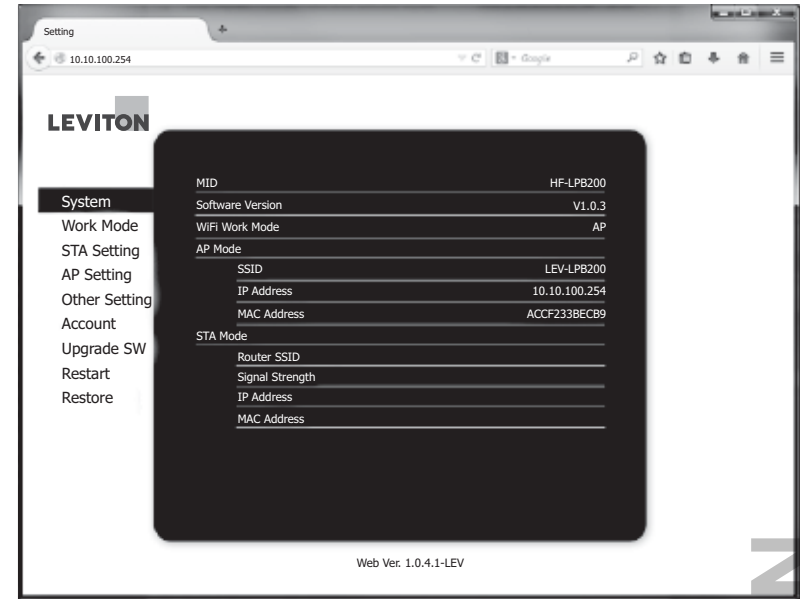 Setting
10.10.100.254
Google
LEVITON
System
Work Mode
STA Setting
AP Setting
Other Setting
Account
Upgrade SW
Restart
Restore
MID HF-LPB200
Software Version V1.0.3
WiFi Work Mode AP
AP Mode
SSID LEV-LPB200
IP Address 10.10.100.254
MAC Address ACCF233BECB9
STA Mode
Router SSID
Signal Strength
IP Address
MAC Address
Web Ver. 1.0.4.1-LEV
N